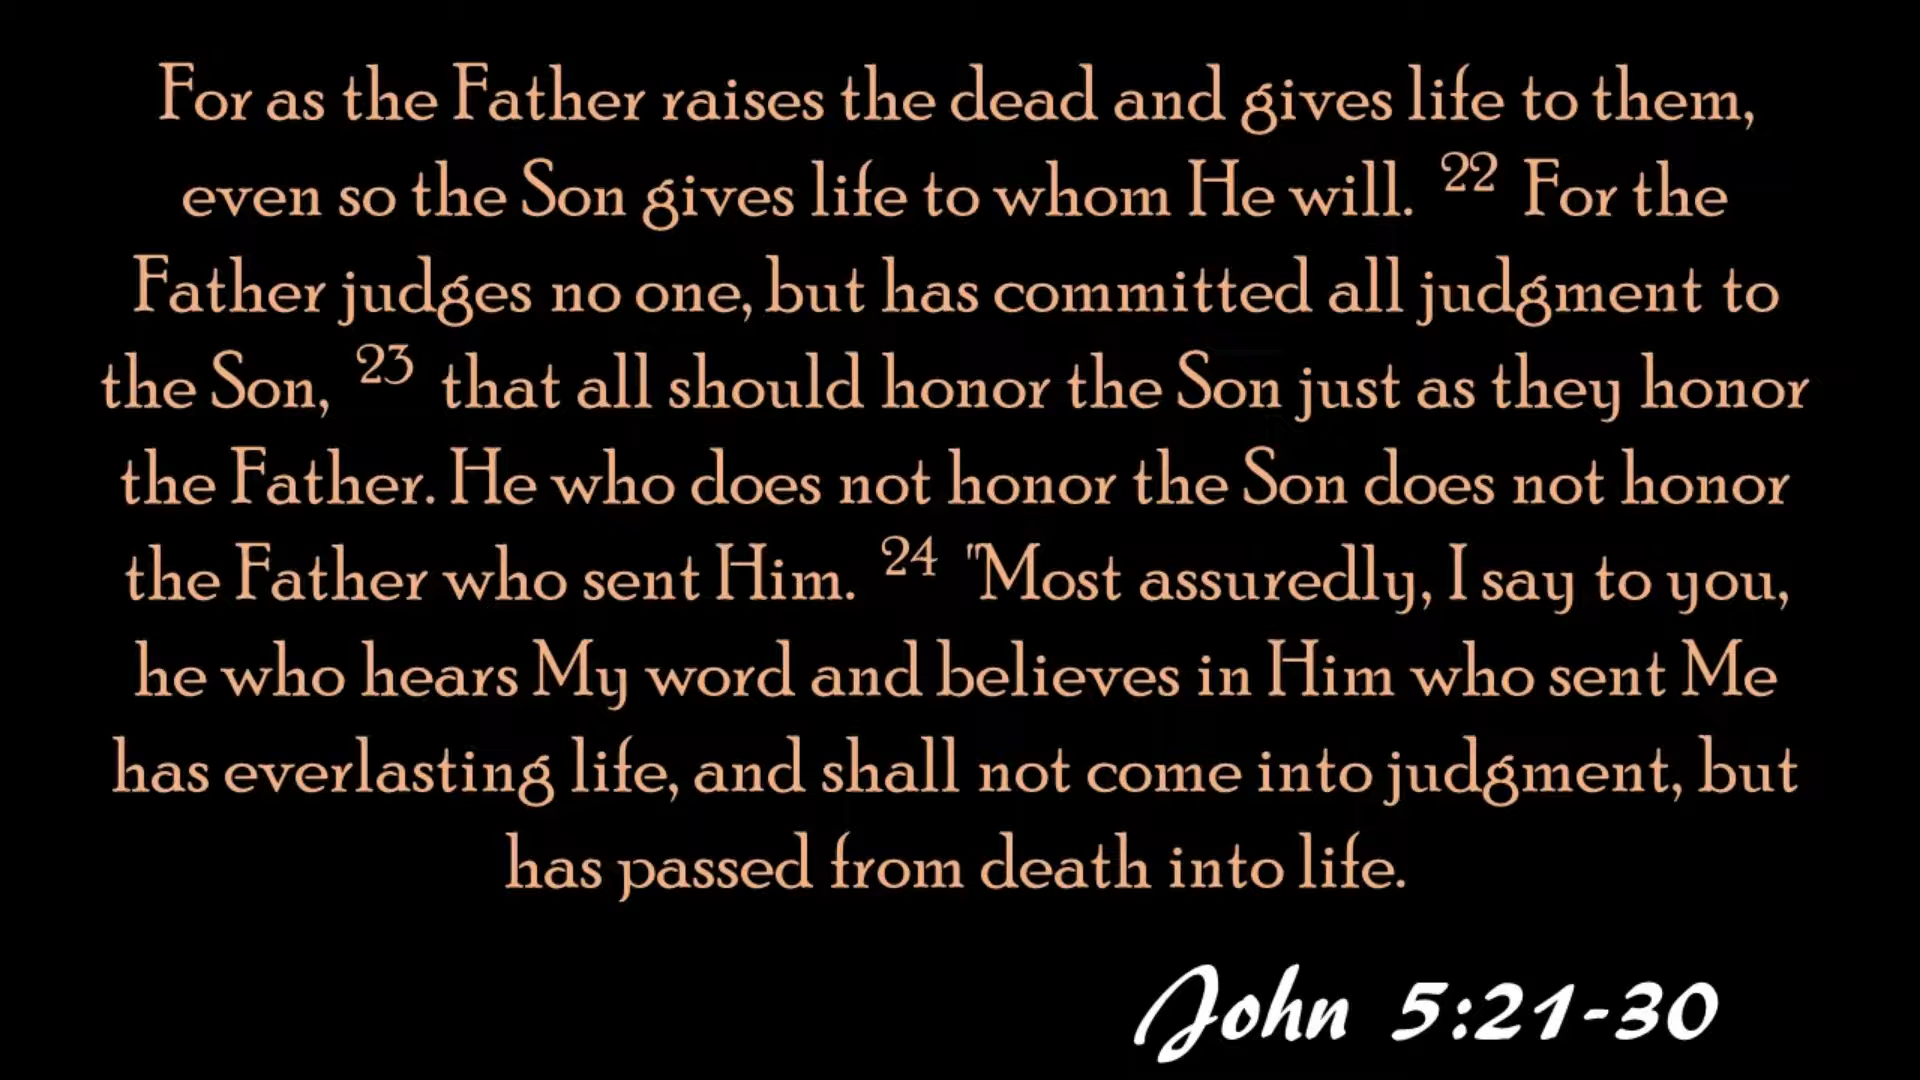 For as the Father raises the dead and gives life to them,
even so the Son gives life to whom He will. 22 For the
Father judges no one, but has committed all judgment to
the Son, 23 that all should honor the Son just as they honor
the Father. He who does not honor the Son does not honor
the Father who sent Him. 24 "Most assuredly, I say to you,
he who hears My word and believes in Him who sent Me
has everlasting life, and shall not come into judgment, but
has passed from death into life.
John 5:21-30